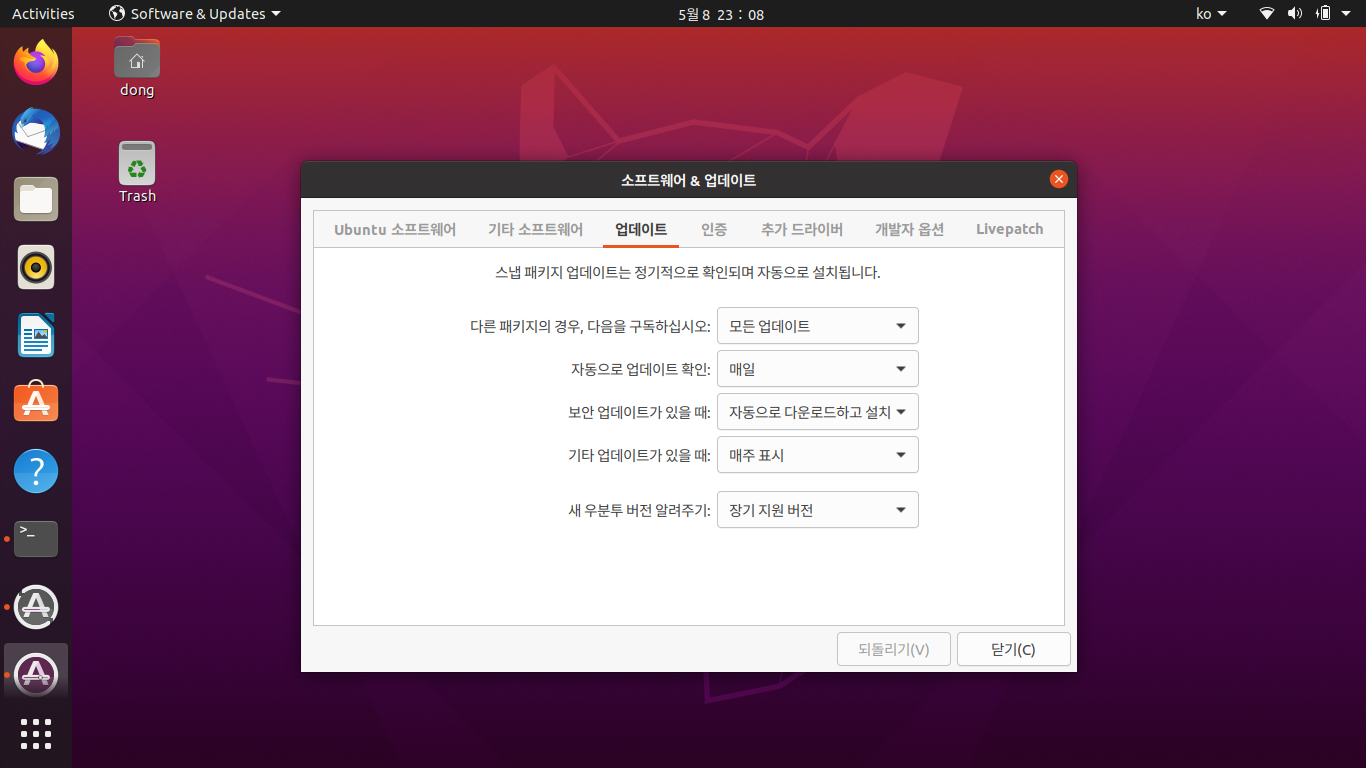 Activities
Software & Updates
5월 8 23 : 08
ko
dong
Trash
소프트웨어 & 업데이트
Ubuntu 소프트웨어
기타 소프트웨어
업데이트
인증
추가 드라이버
개발자 옵션
Livepatch
스냅 패키지 업데이트는 정기적으로 확인되며 자동으로 설치됩니다.
다른 패키지의 경우, 다음을 구독하십시오: 모든 업데이트
자동으로 업데이트 확인: 매일
보안 업데이트가 있을 때: 자동으로 다운로드하고 설치
기타 업데이트가 있을 때: 매주 표시
새 우분투 버전 알려주기: 장기 지원 버전
되돌리기(V)
닫기(C)